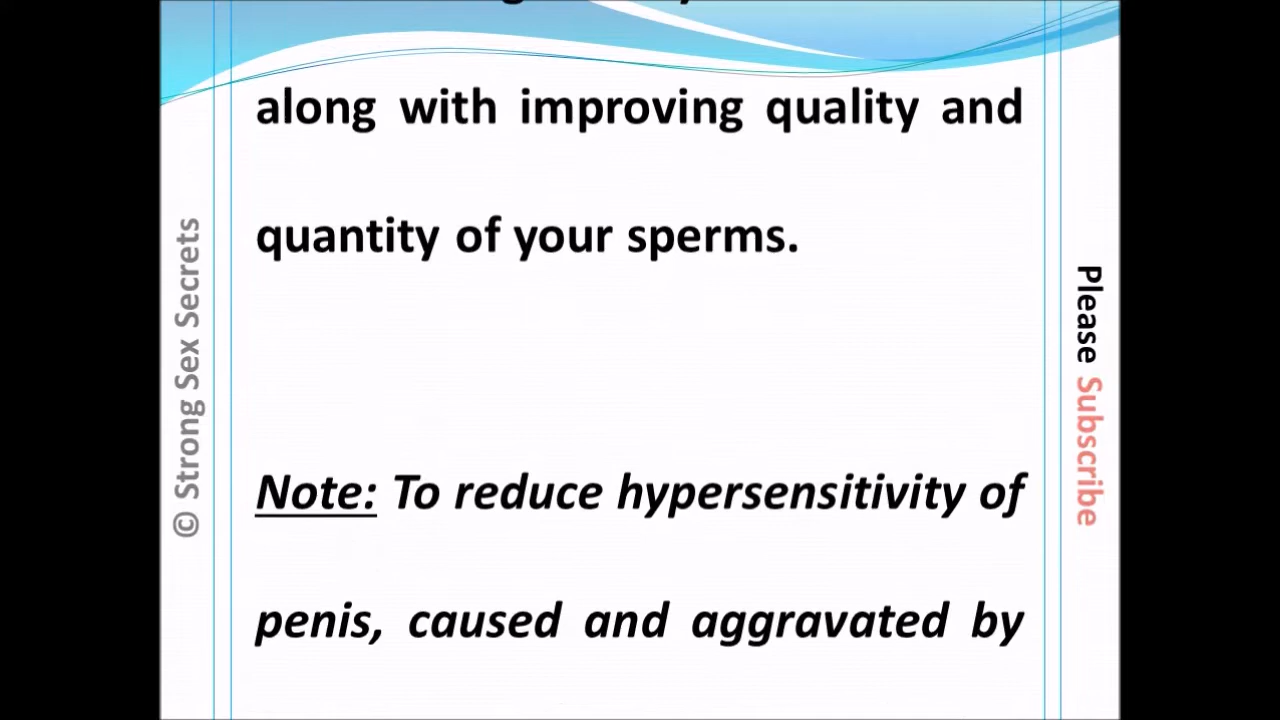 along with improving quality and
quantity of your sperms.
Note: To reduce hypersensitivity of
penis, caused and aggravated by
© Strong Sex Secrets
Please Subscribe